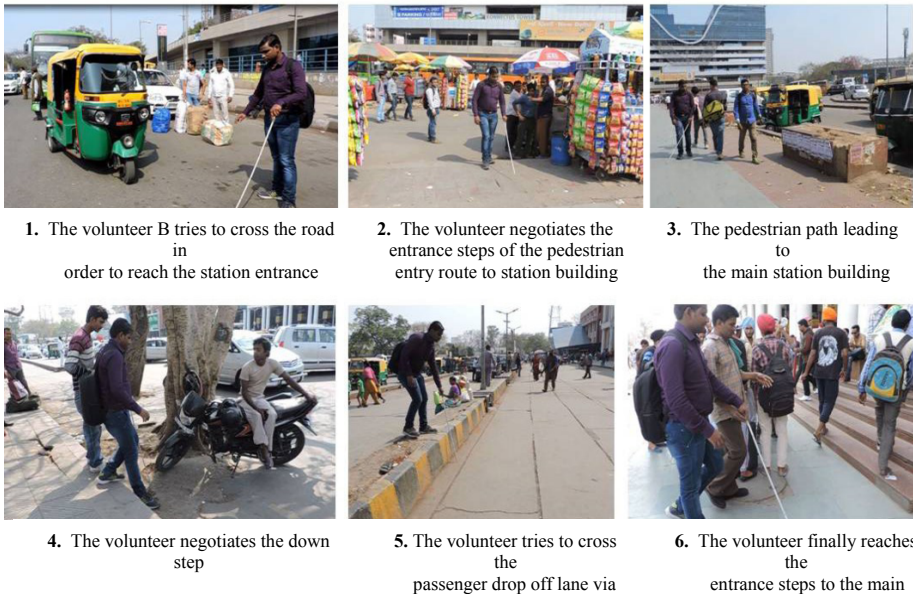 1. The volunteer B tries to cross the road
in
order to reach the station entrance
2. The volunteer negotiates the
entrance steps of the pedestrian
entry route to station building
3. The pedestrian path leading
to
the main station building
4. The volunteer negotiates the down
step
5. The volunteer tries to cross
the
passenger drop off lane via
6. The volunteer finally reaches
the
entrance steps to the main